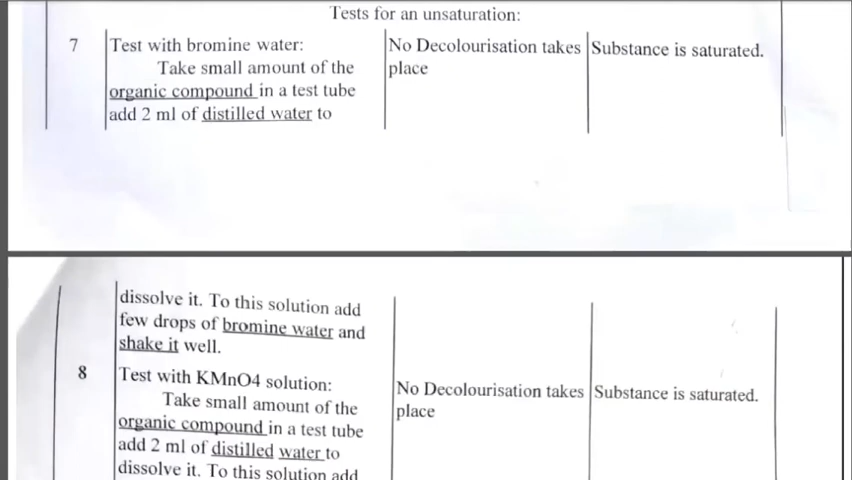 Tests for an unsaturation:
7 Test with bromine water: No Decolourisation takes Substance is saturated.
Take small amount of the place
organic compound in a test tube
add 2 ml of distilled water to
dissolve it. To this solution add
few drops of bromine water and
shake it well.
8 Test with KMnO4 solution: No Decolourisation takes Substance is saturated.
Take small amount of the place
organic compound in a test tube
add 2 ml of distilled water to
dissolve it. To this solution add